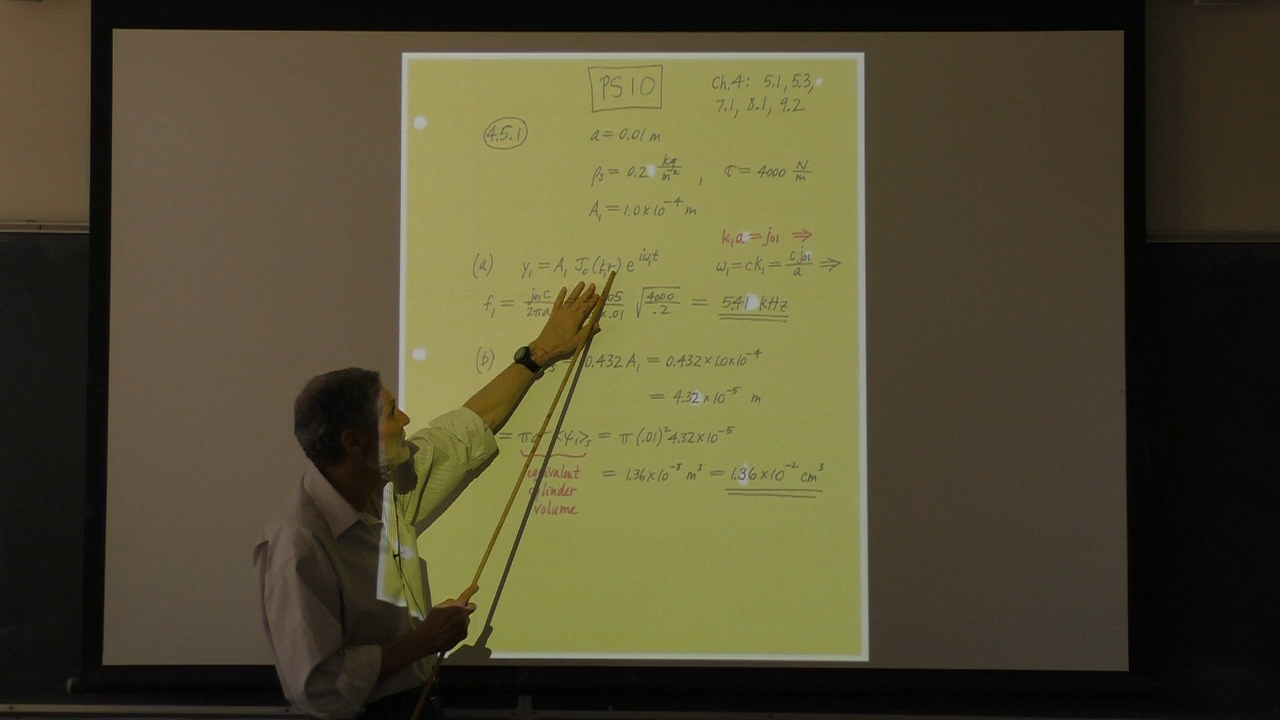 PS10
Ch.4: 5.1, 5.3,
7.1, 8.1, 9.2
4.5.1
a = 0.01 m
ρs = 0.2 kg/m², τ = 4000 N/m
A₁ = 1.0×10⁻⁴ m
k₁a = j₀₁ ⇒
(a) y₁ = A₁ J₀(k₁r) e^{iω₁t} ω₁ = ck₁ = c j₀₁/a ⇒
f₁ = j₀₁c/2πa √4000/.2 = 5.41 kHz
(b) 0.432 A₁ = 0.432×1.0×10⁻⁴
= 4.32×10⁻⁵ m
= πa² <y₁>s = π(.01)² 4.32×10⁻⁵
= 1.36×10⁻⁸ m³ = 1.36×10⁻² cm³
equivalent
cylinder
volume